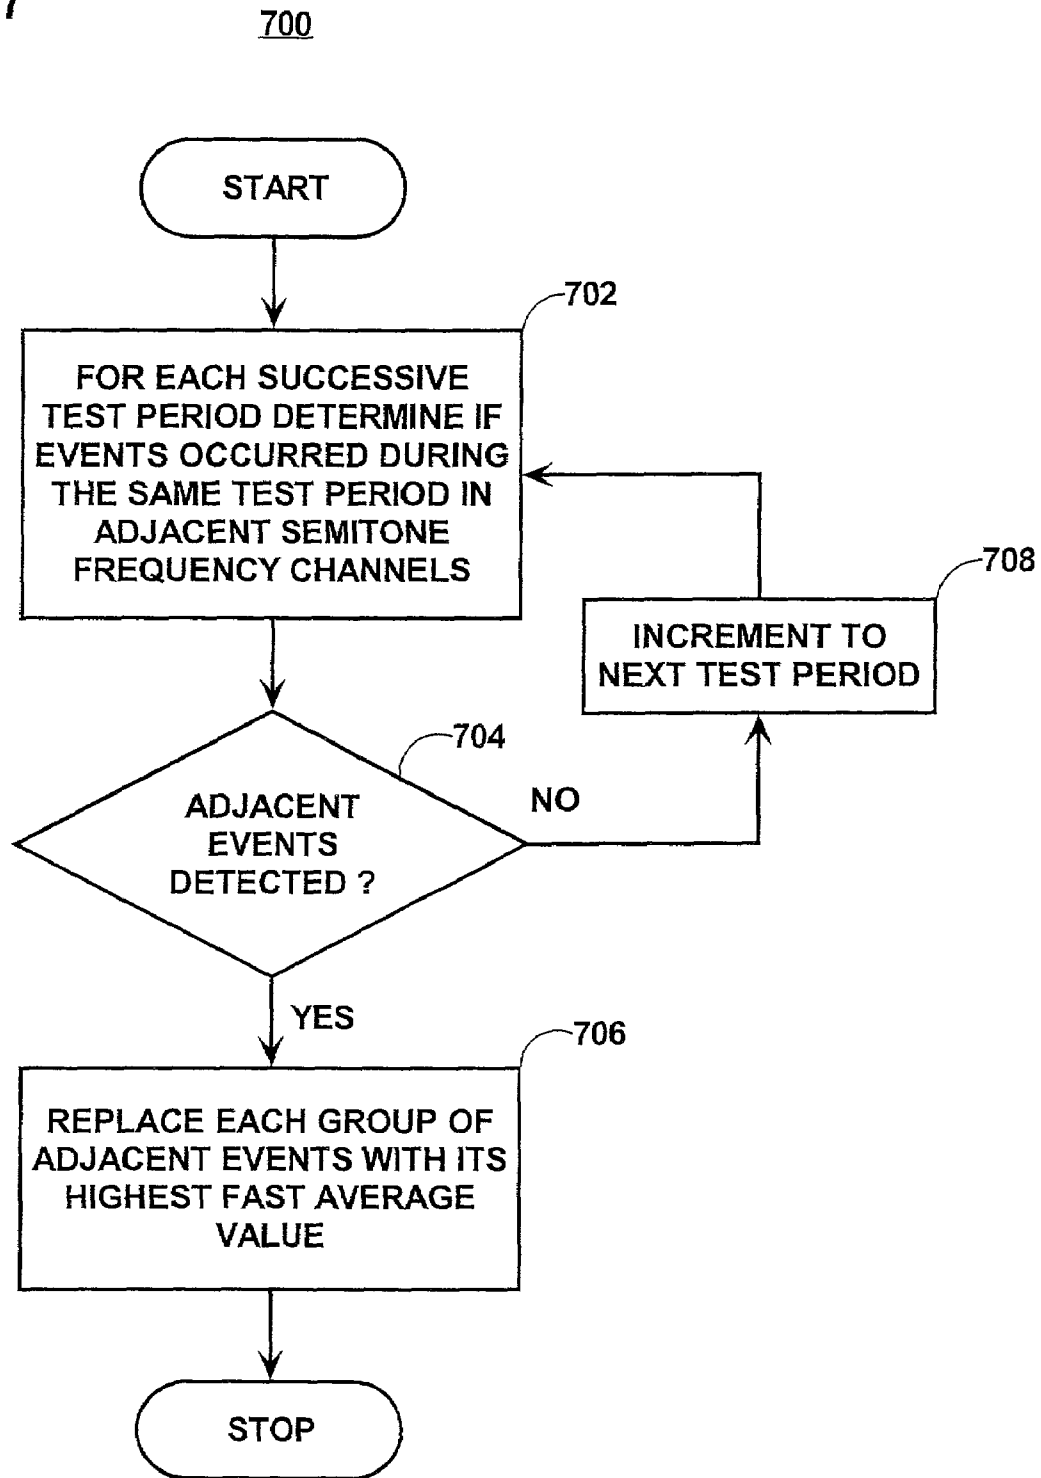 700
START
702
FOR EACH SUCCESSIVE
TEST PERIOD DETERMINE IF
EVENTS OCCURRED DURING
THE SAME TEST PERIOD IN
ADJACENT SEMITONE
FREQUENCY CHANNELS
708
INCREMENT TO
NEXT TEST PERIOD
704
ADJACENT
EVENTS
DETECTED ?
NO
YES
706
REPLACE EACH GROUP OF
ADJACENT EVENTS WITH ITS
HIGHEST FAST AVERAGE
VALUE
STOP